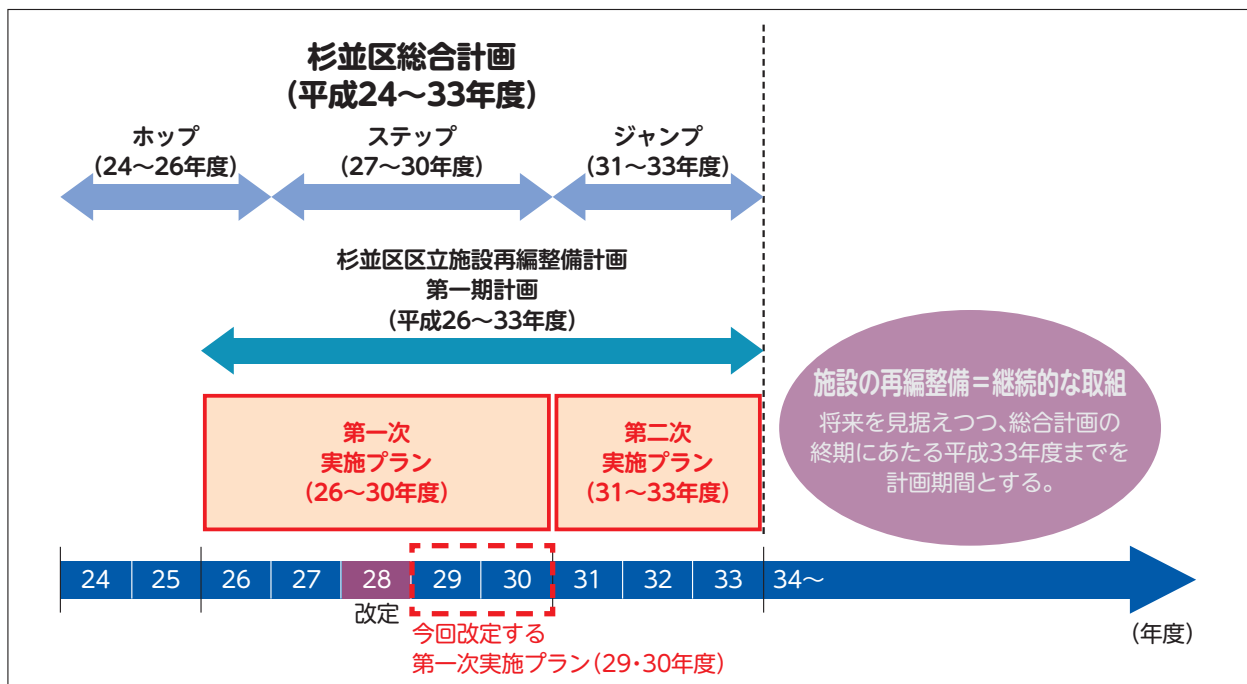 杉並区総合計画
(平成24～33年度)
ホップ
(24～26年度)
ステップ
(27～30年度)
ジャンプ
(31～33年度)
杉並区区立施設再編整備計画
第一期計画
(平成26～33年度)
施設の再編整備＝継続的な取組
将来を見据えつつ、総合計画の
終期にあたる平成33年度までを
計画期間とする。
第一次
実施プラン
(26～30年度)
第二次
実施プラン
(31～33年度)
24 25 26 27 28 29 30 31 32 33 34～
改定
(年度)
今回改定する
第一次実施プラン(29・30年度)